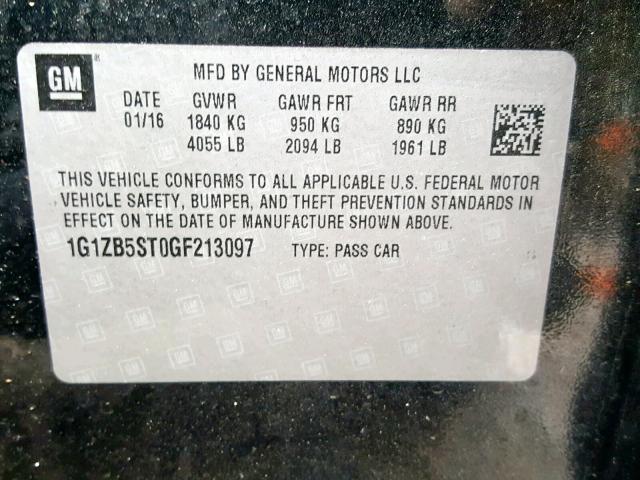 GM ®
MFD BY GENERAL MOTORS LLC
DATE GVWR GAWR FRT GAWR RR
01/16 1840 KG 950 KG 890 KG
4055 LB 2094 LB 1961 LB
THIS VEHICLE CONFORMS TO ALL APPLICABLE U.S. FEDERAL MOTOR
VEHICLE SAFETY, BUMPER, AND THEFT PREVENTION STANDARDS IN
EFFECT ON THE DATE OF MANUFACTURE SHOWN ABOVE.
1G1ZB5ST0GF213097 TYPE: PASS CAR